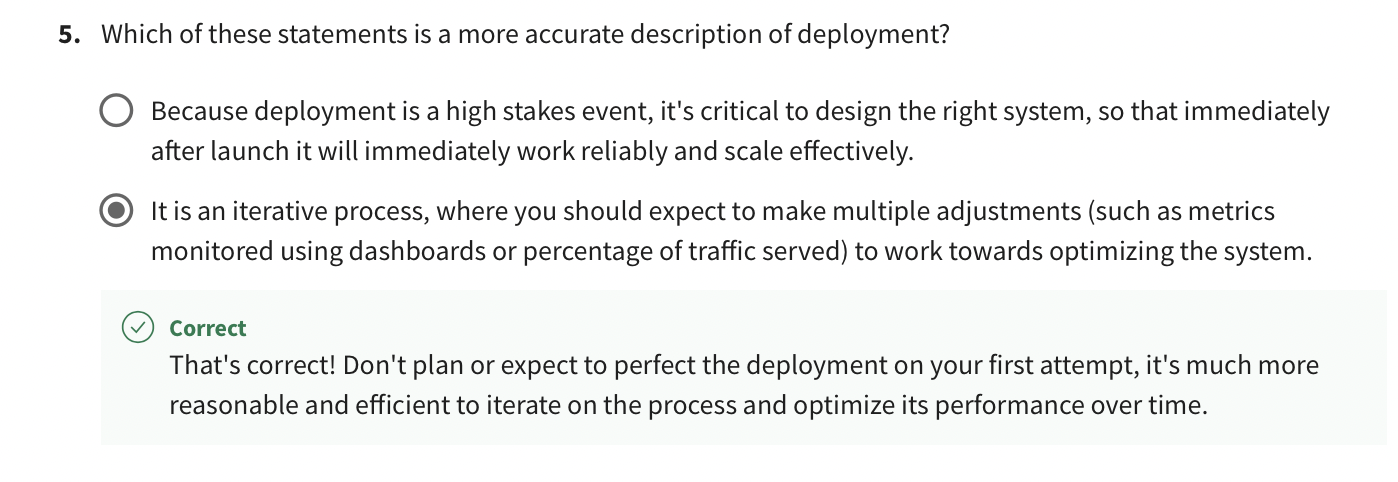 5. Which of these statements is a more accurate description of deployment?
Because deployment is a high stakes event, it's critical to design the right system, so that immediately
after launch it will immediately work reliably and scale effectively.
It is an iterative process, where you should expect to make multiple adjustments (such as metrics
monitored using dashboards or percentage of traffic served) to work towards optimizing the system.
Correct
That's correct! Don't plan or expect to perfect the deployment on your first attempt, it's much more
reasonable and efficient to iterate on the process and optimize its performance over time.